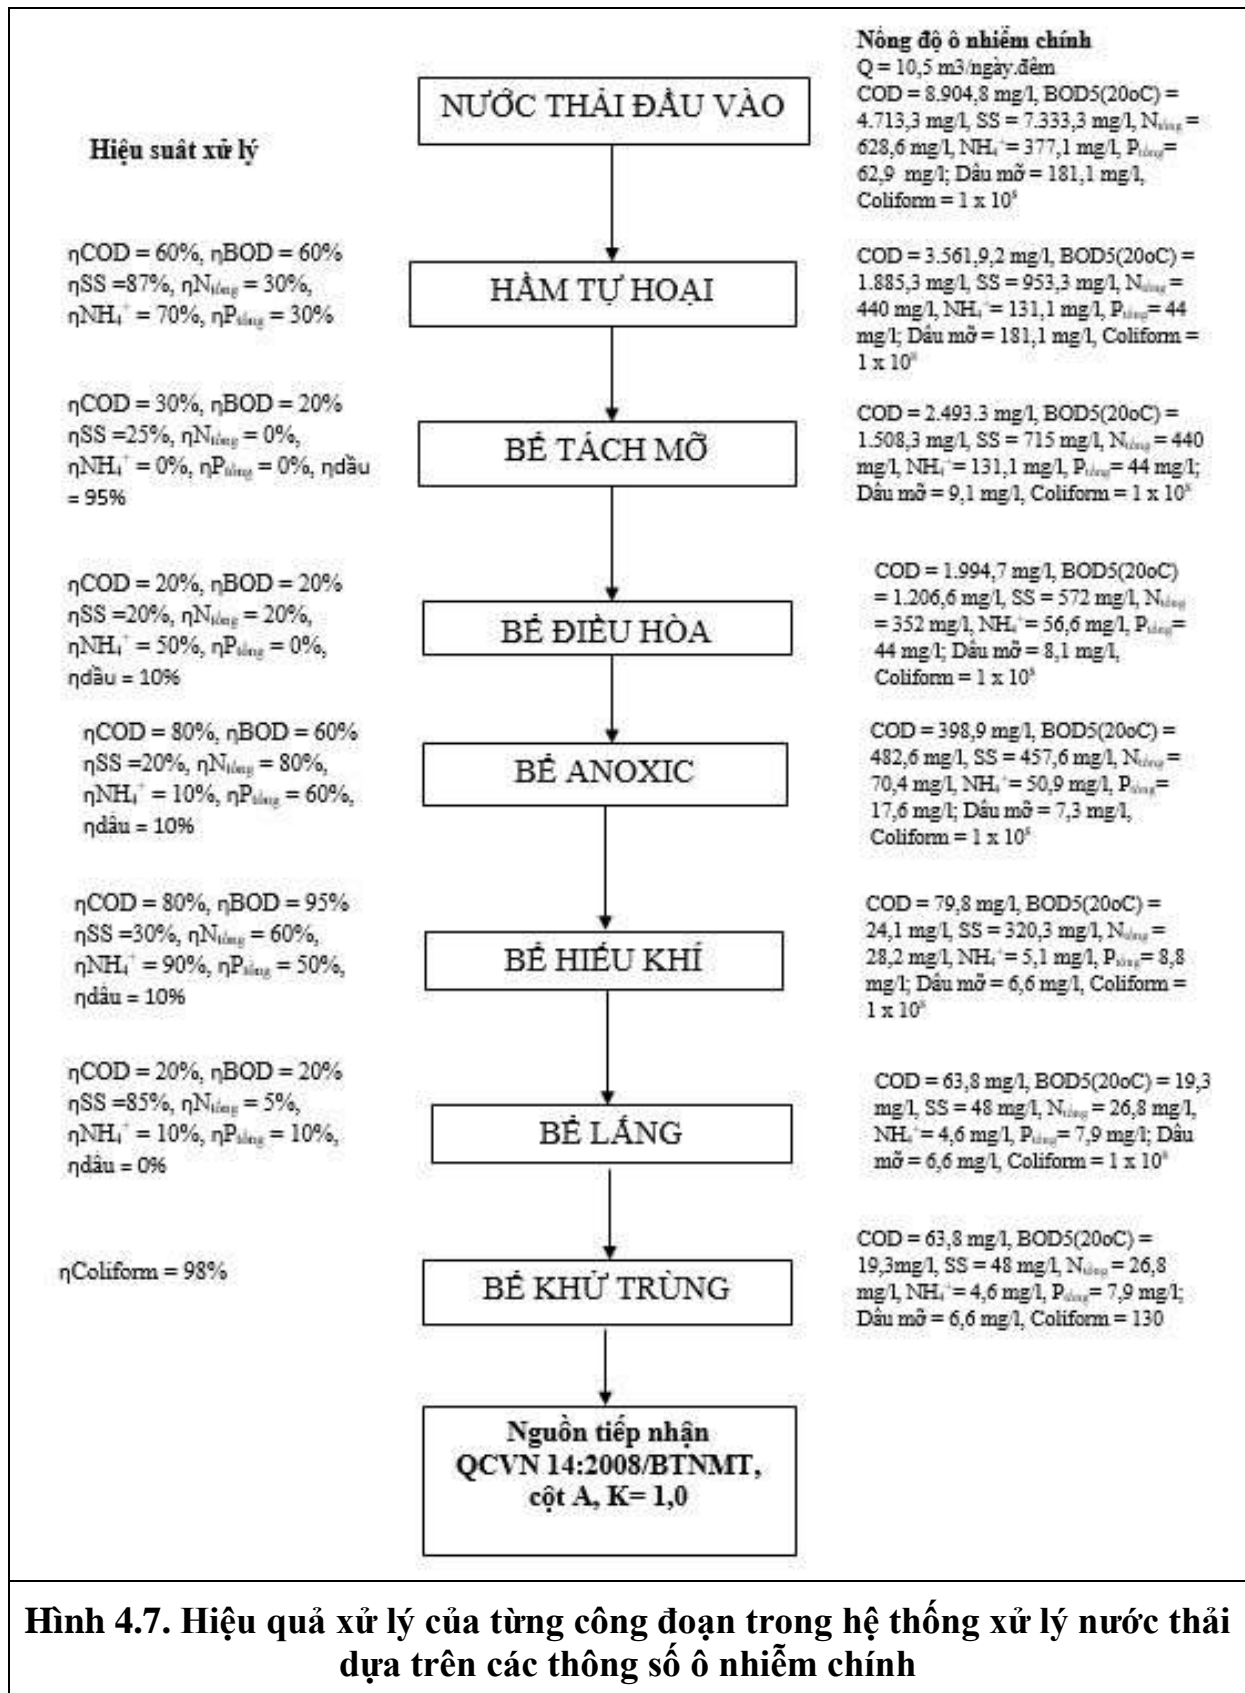 Nồng độ ô nhiễm chính
Q = 10,5 m3/ngày.đêm
COD = 8.904,8 mg/l, BOD5(20oC) =
4.713,3 mg/l, SS = 7.333,3 mg/l, Ntổng =
628,6 mg/l, NH₄⁺= 377,1 mg/l, Ptổng=
62,9 mg/l; Dầu mỡ = 181,1 mg/l,
Coliform = 1 x 10⁸
NƯỚC THẢI ĐẦU VÀO
Hiệu suất xử lý
ηCOD = 60%, ηBOD = 60%
ηSS =87%, ηNtổng = 30%,
ηNH₄⁺ = 70%, ηPtổng = 30%
HẦM TỰ HOẠI
COD = 3.561,9,2 mg/l, BOD5(20oC) =
1.885,3 mg/l, SS = 953,3 mg/l, Ntổng =
440 mg/l, NH₄⁺= 131,1 mg/l, Ptổng= 44
mg/l; Dầu mỡ = 181,1 mg/l, Coliform =
1 x 10⁸
ηCOD = 30%, ηBOD = 20%
ηSS =25%, ηNtổng = 0%,
ηNH₄⁺ = 0%, ηPtổng = 0%, ηdầu
= 95%
BỂ TÁCH MỠ
COD = 2.493.3 mg/l, BOD5(20oC) =
1.508,3 mg/l, SS = 715 mg/l, Ntổng = 440
mg/l, NH₄⁺= 131,1 mg/l, Ptổng= 44 mg/l;
Dầu mỡ = 9,1 mg/l, Coliform = 1 x 10⁸
ηCOD = 20%, ηBOD = 20%
ηSS =20%, ηNtổng = 20%,
ηNH₄⁺ = 50%, ηPtổng = 0%,
ηdầu = 10%
BỂ ĐIỀU HÒA
COD = 1.994,7 mg/l, BOD5(20oC)
= 1.206,6 mg/l, SS = 572 mg/l, Ntổng
= 352 mg/l, NH₄⁺= 56,6 mg/l, Ptổng=
44 mg/l; Dầu mỡ = 8,1 mg/l,
Coliform = 1 x 10⁸
ηCOD = 80%, ηBOD = 60%
ηSS =20%, ηNtổng = 80%,
ηNH₄⁺ = 10%, ηPtổng = 60%,
ηdầu = 10%
BỂ ANOXIC
COD = 398,9 mg/l, BOD5(20oC) =
482,6 mg/l, SS = 457,6 mg/l, Ntổng =
70,4 mg/l, NH₄⁺= 50,9 mg/l, Ptổng=
17,6 mg/l; Dầu mỡ = 7,3 mg/l,
Coliform = 1 x 10⁸
ηCOD = 80%, ηBOD = 95%
ηSS =30%, ηNtổng = 60%,
ηNH₄⁺ = 90%, ηPtổng = 50%,
ηdầu = 10%
BỂ HIẾU KHÍ
COD = 79,8 mg/l, BOD5(20oC) =
24,1 mg/l, SS = 320,3 mg/l, Ntổng =
28,2 mg/l, NH₄⁺= 5,1 mg/l, Ptổng= 8,8
mg/l; Dầu mỡ = 6,6 mg/l, Coliform =
1 x 10⁸
ηCOD = 20%, ηBOD = 20%
ηSS =85%, ηNtổng = 5%,
ηNH₄⁺ = 10%, ηPtổng = 10%,
ηdầu = 0%
BỂ LẮNG
COD = 63,8 mg/l, BOD5(20oC) = 19,3
mg/l, SS = 48 mg/l, Ntổng = 26,8 mg/l,
NH₄⁺= 4,6 mg/l, Ptổng= 7,9 mg/l; Dầu
mỡ = 6,6 mg/l, Coliform = 1 x 10⁸
ηColiform = 98%
BỂ KHỬ TRÙNG
COD = 63,8 mg/l, BOD5(20oC) =
19,3mg/l, SS = 48 mg/l, Ntổng = 26,8
mg/l, NH₄⁺= 4,6 mg/l, Ptổng= 7,9 mg/l;
Dầu mỡ = 6,6 mg/l, Coliform = 130
Nguồn tiếp nhận
QCVN 14:2008/BTNMT,
cột A, K= 1,0
Hình 4.7. Hiệu quả xử lý của từng công đoạn trong hệ thống xử lý nước thải
dựa trên các thông số ô nhiễm chính